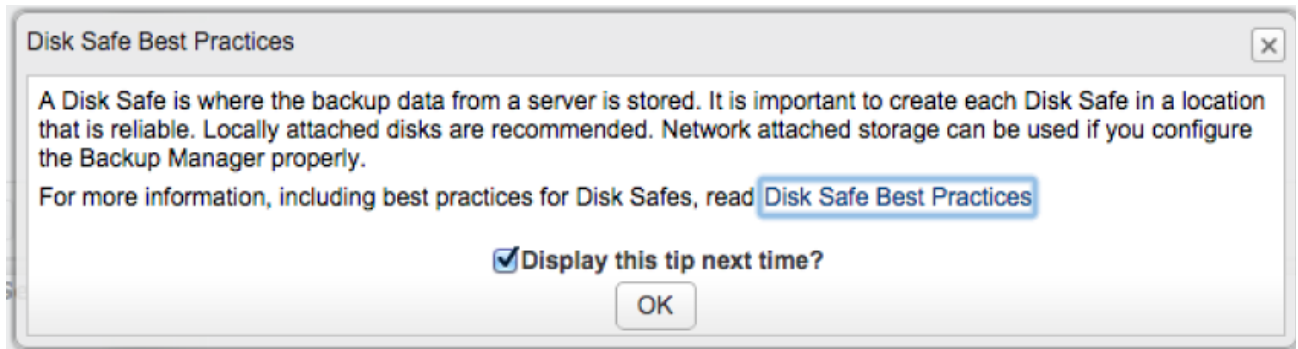 Disk Safe Best Practices
A Disk Safe is where the backup data from a server is stored. It is important to create each Disk Safe in a location
that is reliable. Locally attached disks are recommended. Network attached storage can be used if you configure
the Backup Manager properly.
For more information, including best practices for Disk Safes, read Disk Safe Best Practices
Display this tip next time?
OK